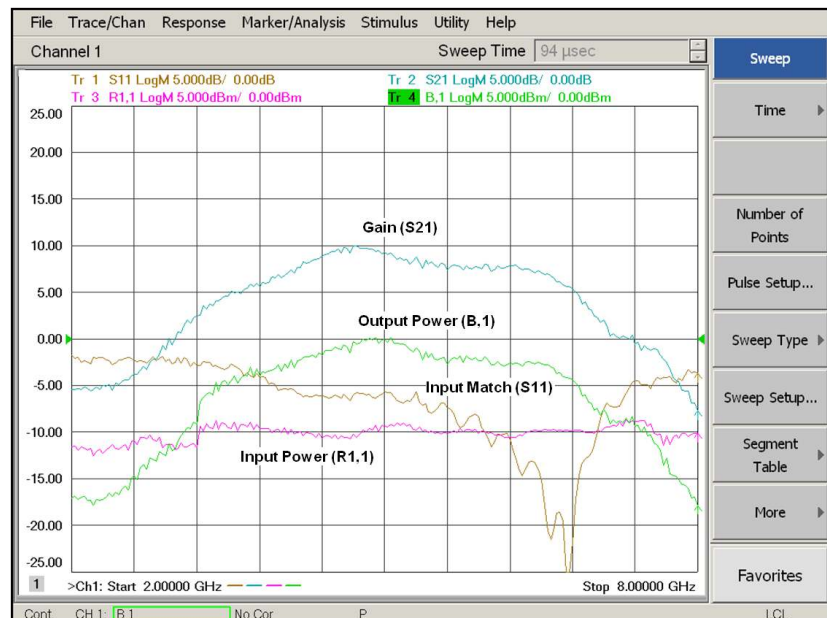 File Trace/Chan Response Marker/Analysis Stimulus Utility Help
Channel 1 Sweep Time 94 µsec
Tr 1 S11 LogM 5.000dB/ 0.00dB
Tr 2 S21 LogM 5.000dB/ 0.00dB
Tr 3 R1,1 LogM 5.000dBm/ 0.00dBm
Tr 4 B,1 LogM 5.000dBm/ 0.00dBm
25.00
20.00
15.00
10.00
5.00
0.00
-5.00
-10.00
-15.00
-20.00
-25.00
Gain (S21)
Output Power (B,1)
Input Match (S11)
Input Power (R1,1)
1 >Ch1: Start 2.00000 GHz
Stop 8.00000 GHz
Cont. CH 1: B,1 No Cor P LCL
Sweep
Time
Number of
Points
Pulse Setup...
Sweep Type
Sweep Setup...
Segment
Table
More
Favorites